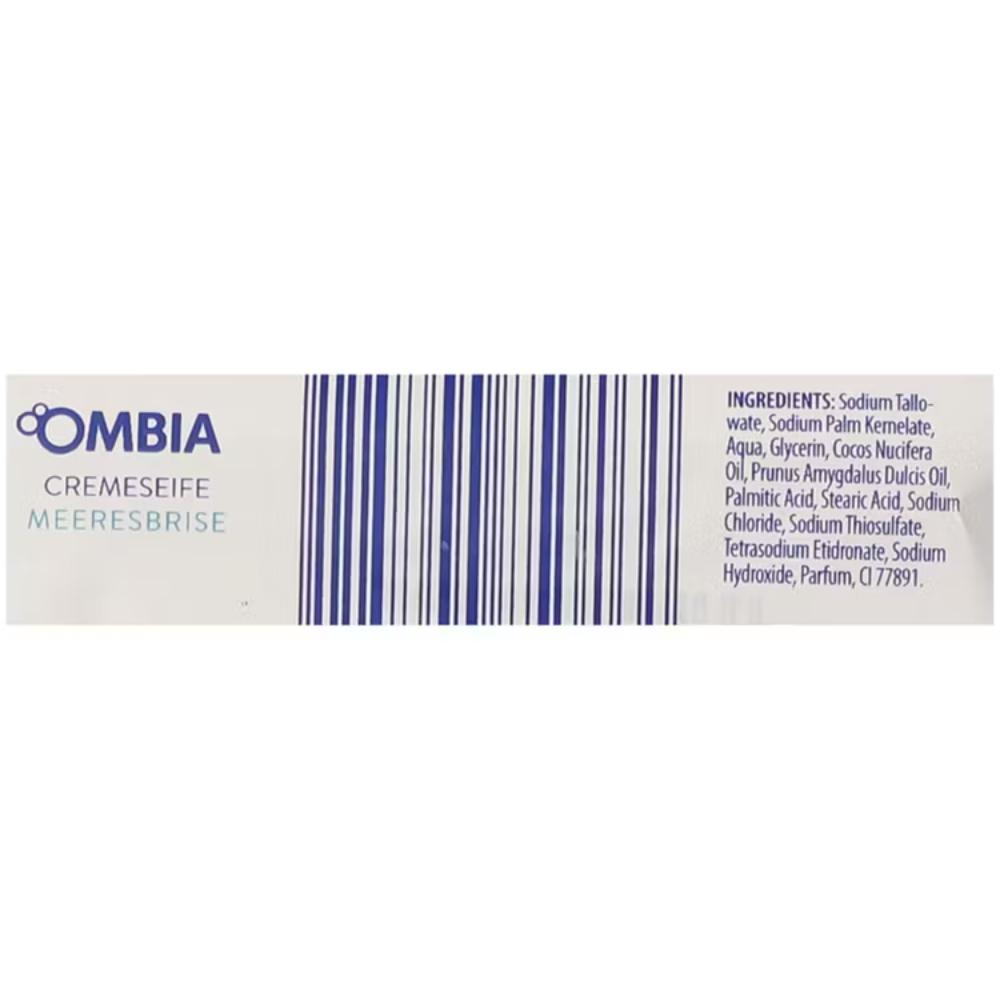 OMBIA
CREMESEIFE
MEERESBRISE
INGREDIENTS: Sodium Tallo-
wate, Sodium Palm Kernelate,
Aqua, Glycerin, Cocos Nucifera
Oil, Prunus Amygdalus Dulcis Oil,
Palmitic Acid, Stearic Acid, Sodium
Chloride, Sodium Thiosulfate,
Tetrasodium Etidronate, Sodium
Hydroxide, Parfum, CI 77891.